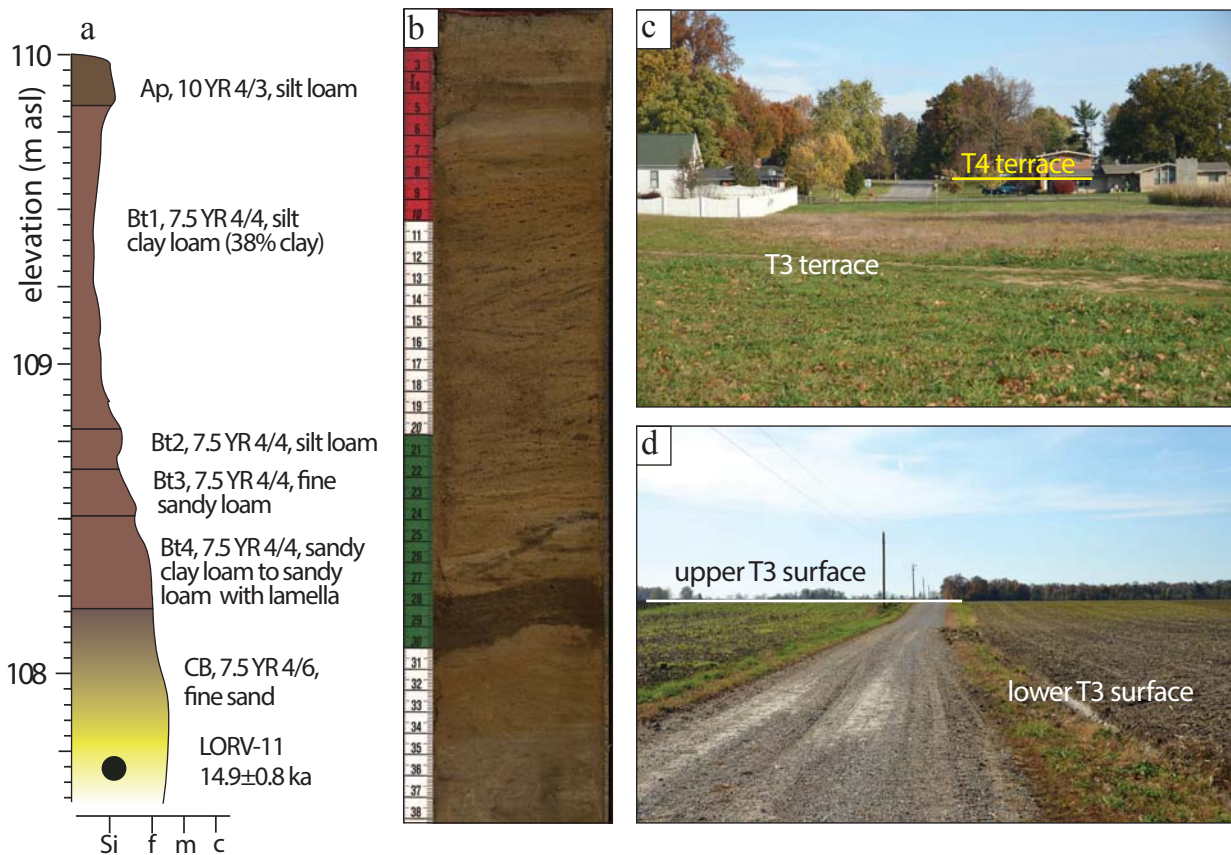 a
110
109
108
elevation (m asl)
Ap, 10 YR 4/3, silt loam
Bt1, 7.5 YR 4/4, silt
clay loam (38% clay)
Bt2, 7.5 YR 4/4, silt loam
Bt3, 7.5 YR 4/4, fine
sandy loam
Bt4, 7.5 YR 4/4, sandy
clay loam to sandy
loam with lamella
CB, 7.5 YR 4/6,
fine sand
LORV-11
14.9±0.8 ka
Si f m c
b
3
4
5
6
7
8
9
10
11
12
13
14
15
16
17
18
19
20
21
22
23
24
25
26
27
28
29
30
31
32
33
34
35
36
37
38
c
T4 terrace
T3 terrace
d
upper T3 surface
lower T3 surface